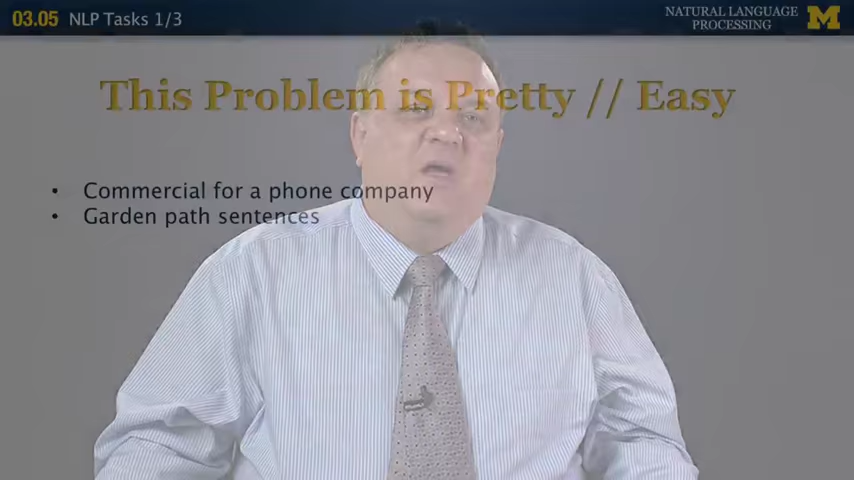 03.05 NLP Tasks 1/3
NATURAL LANGUAGE
PROCESSING
M
This Problem is Pretty // Easy
• Commercial for a phone company
• Garden path sentences